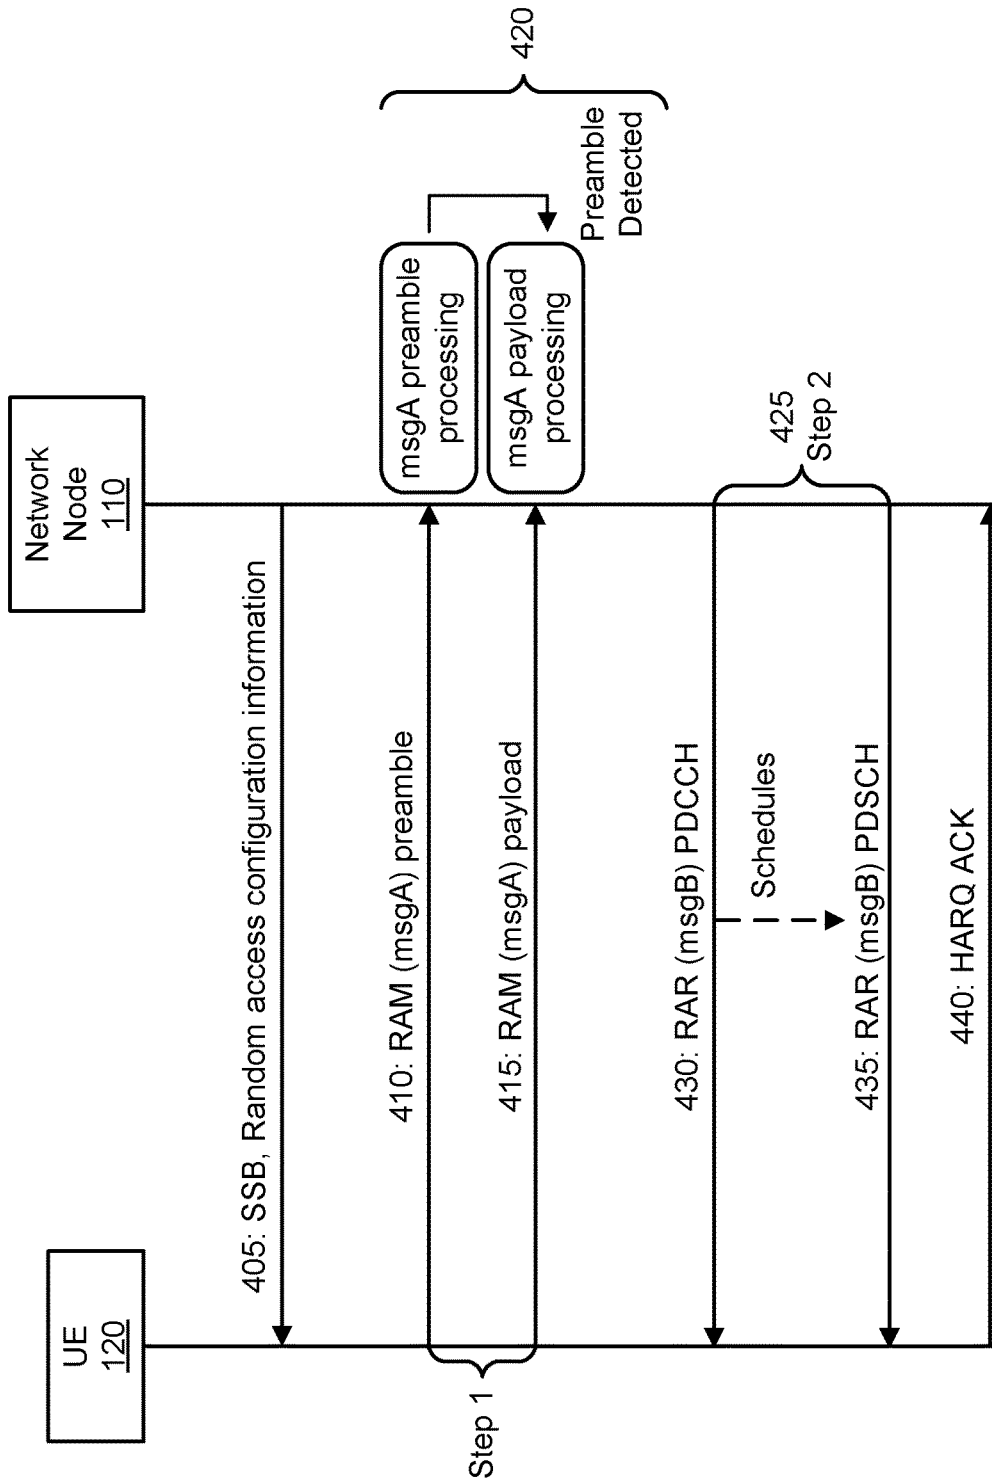 UE
120
Network
Node
110
405: SSB, Random access configuration information
Step 1
410: RAM (msgA) preamble
msgA preamble
processing
415: RAM (msgA) payload
msgA payload
processing
Preamble
Detected
420
430: RAR (msgB) PDCCH
Schedules
425
Step 2
435: RAR (msgB) PDSCH
440: HARQ ACK